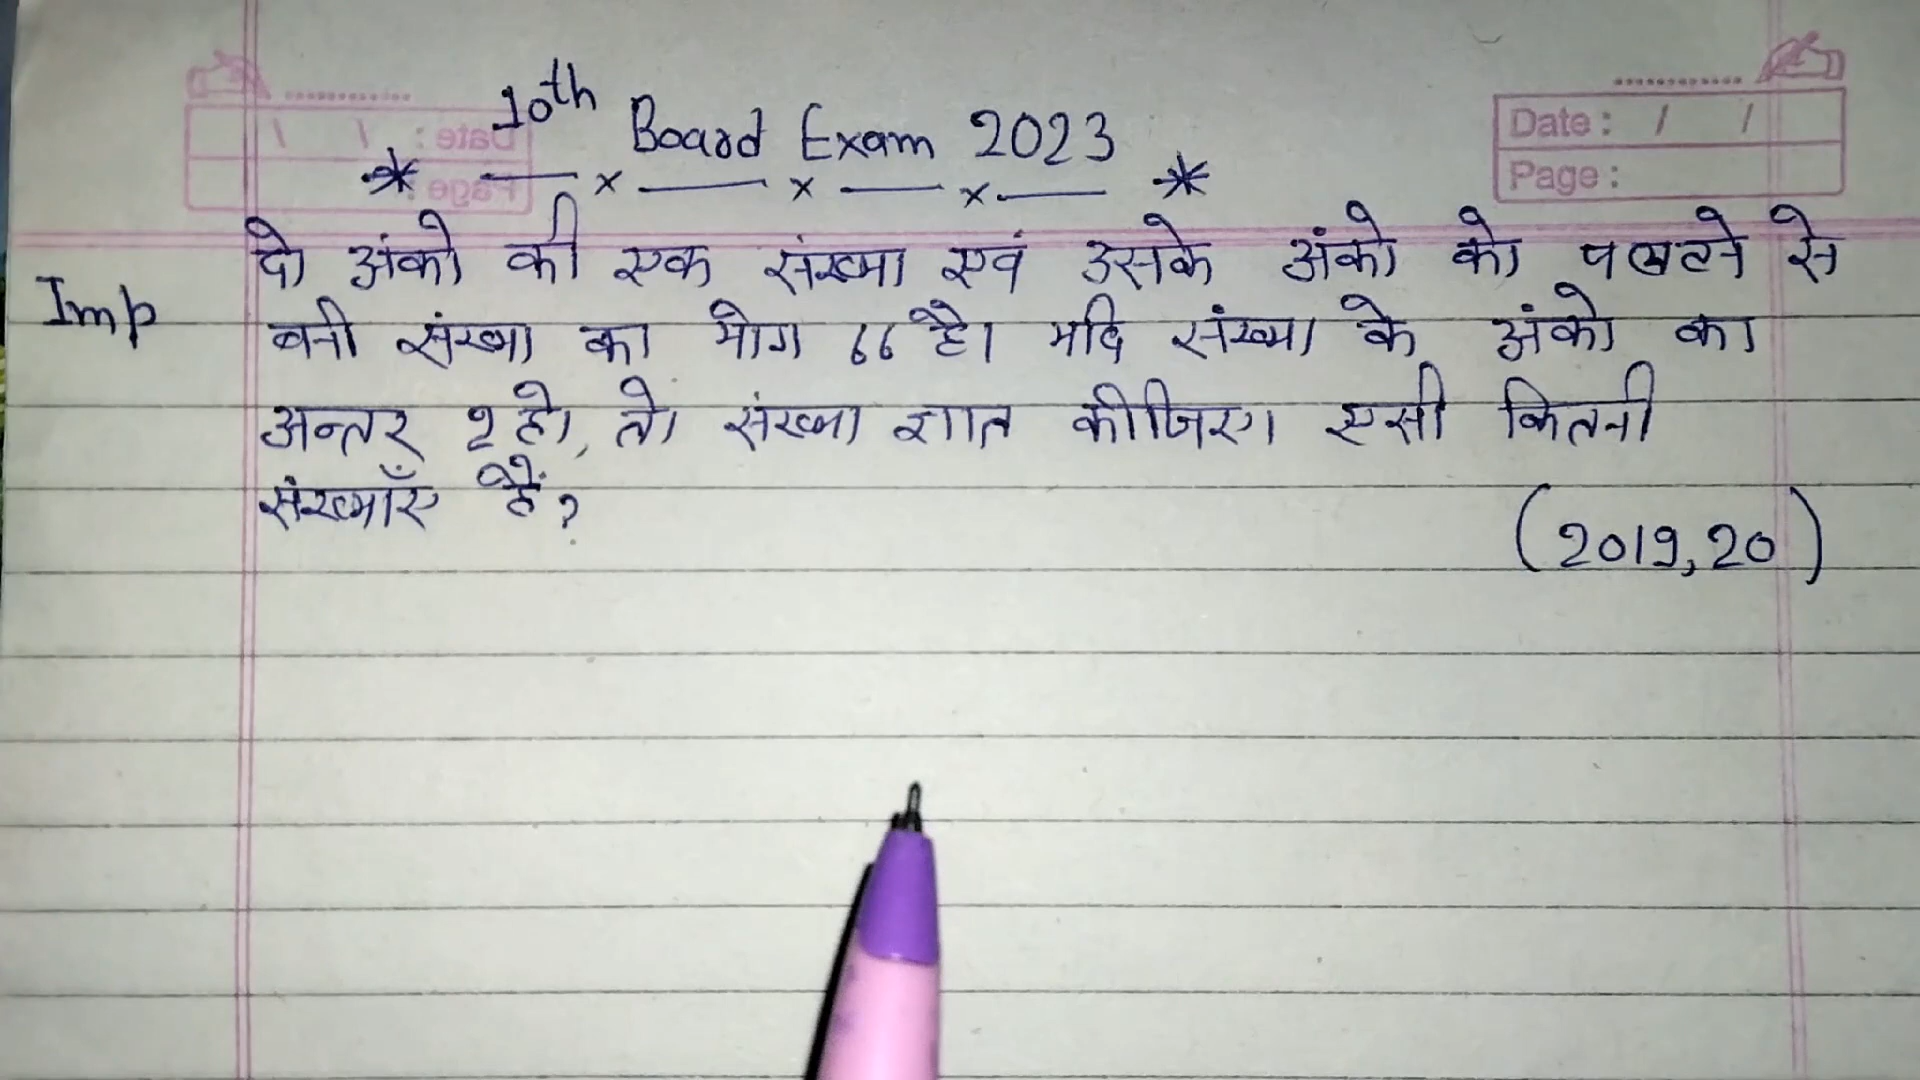 10th Board Exam 2023
Date: / /
Page:
दो अंको की एक संख्या एवं उसके अंको को पलटने से
Imp
बनी संख्या का योग 66 है। यदि संख्या के अंको का
अन्तर 2 हो, तो संख्या ज्ञात कीजिए। एसी कितनी
संख्याएँ हैं?
(2019,20)